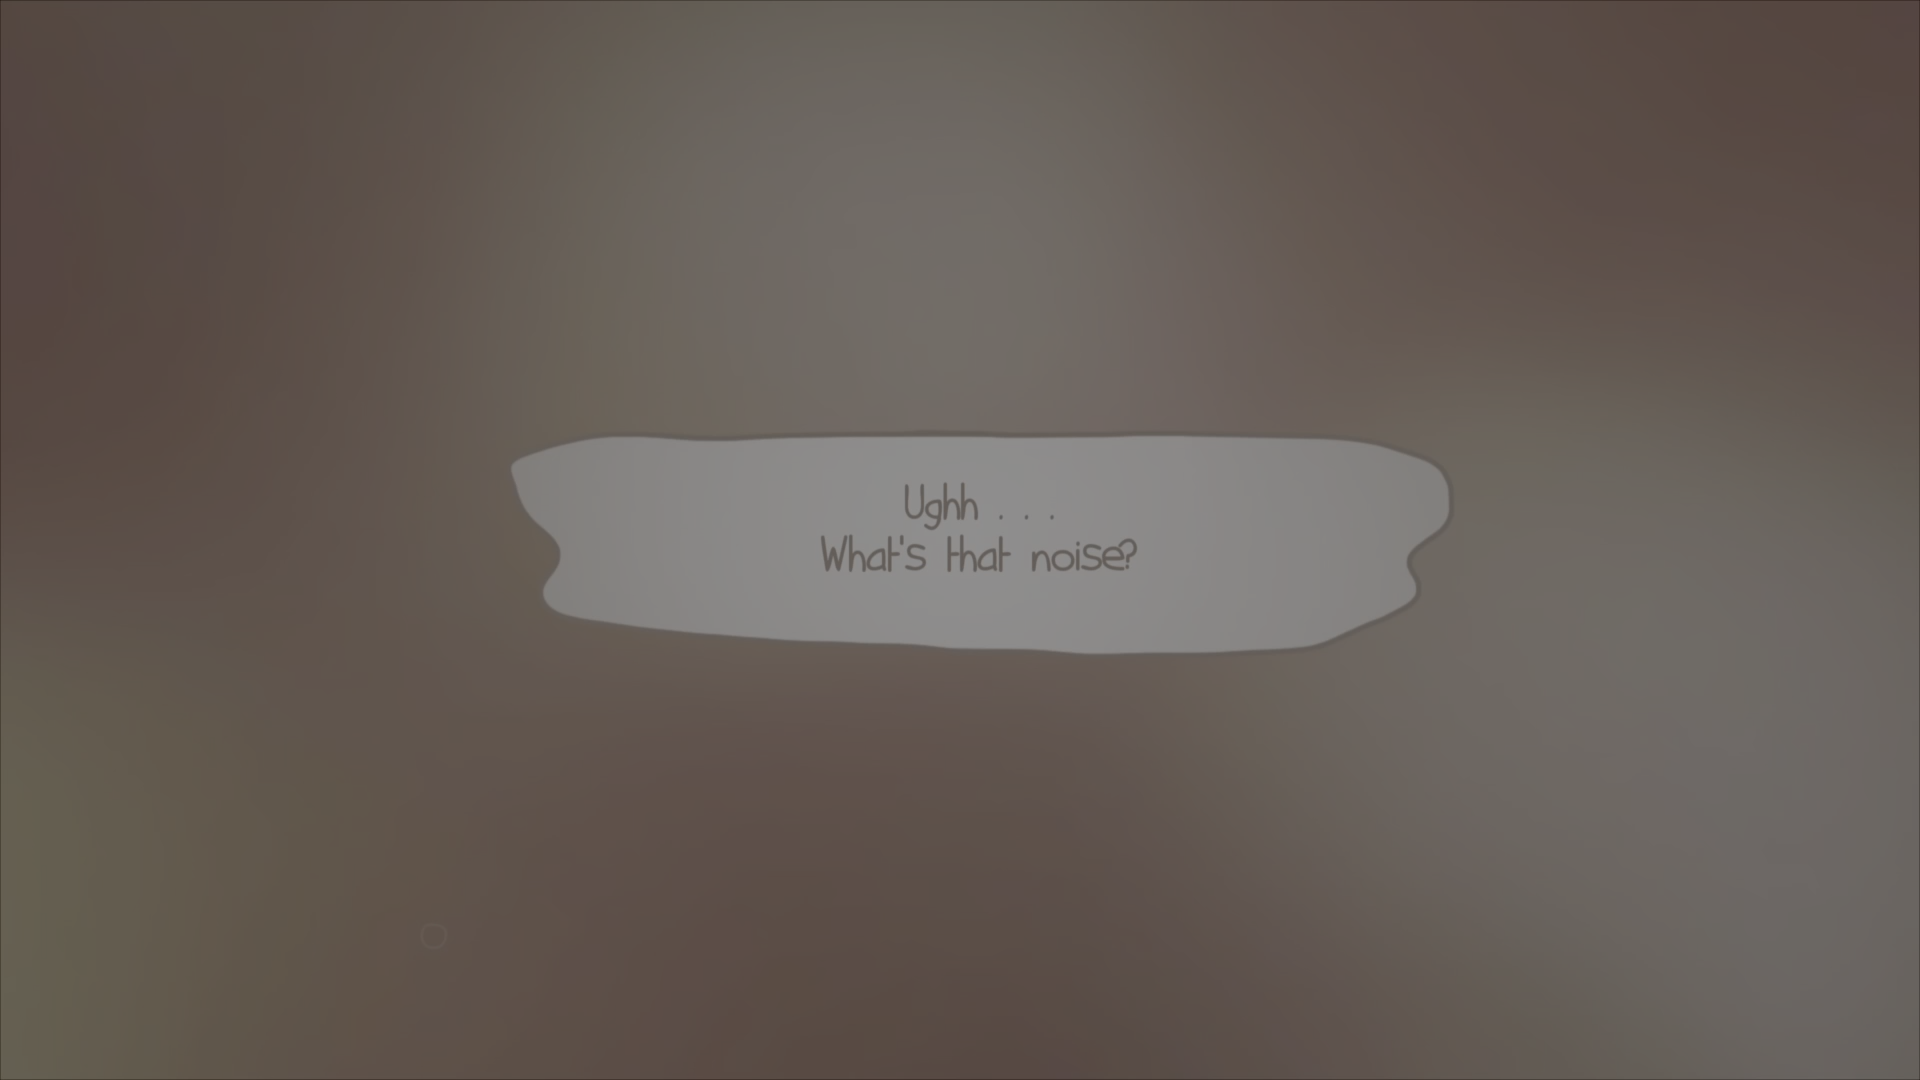 Ughh . . .
What's that noise?